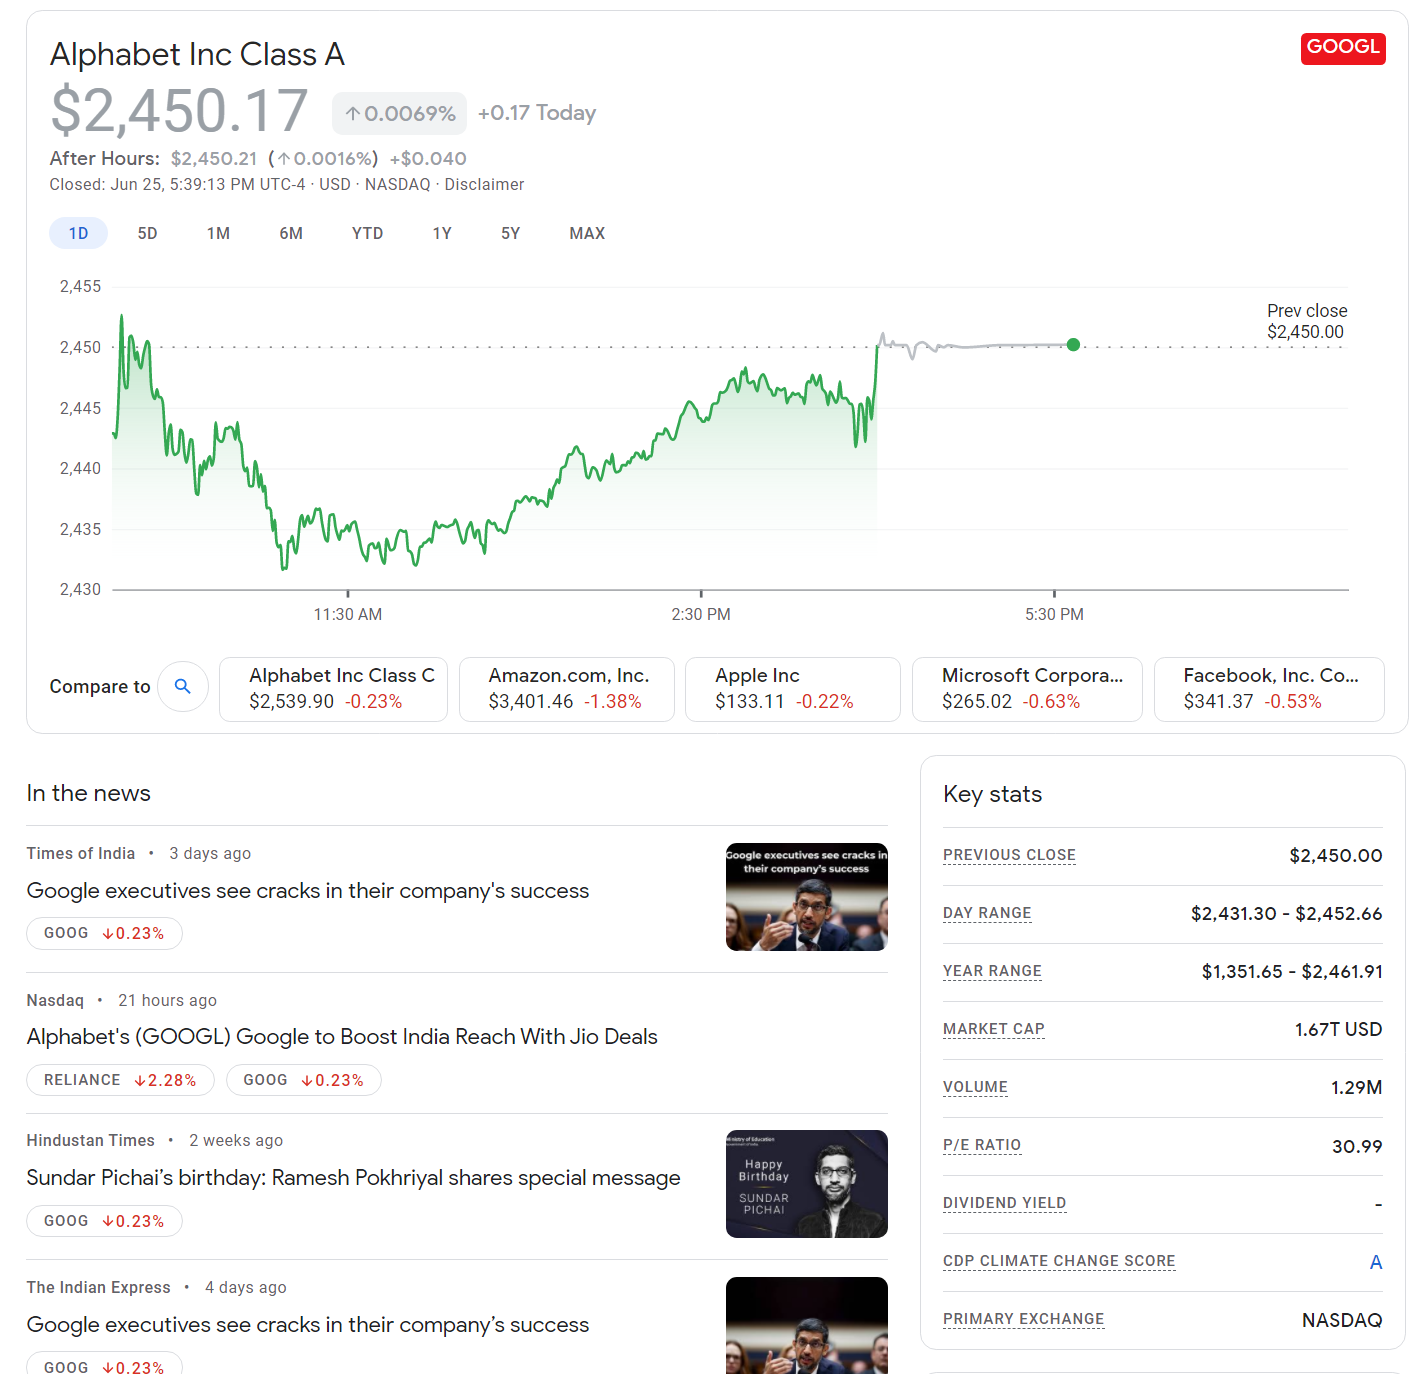 Alphabet Inc Class A
GOOGL
$2,450.17 ↑0.0069% +0.17 Today
After Hours: $2,450.21 (↑0.0016%) +$0.040
Closed: Jun 25, 5:39:13 PM UTC-4 · USD · NASDAQ · Disclaimer
1D 5D 1M 6M YTD 1Y 5Y MAX
2,455
Prev close
$2,450.00
2,450
2,445
2,440
2,435
2,430
11:30 AM 2:30 PM 5:30 PM
Compare to
Alphabet Inc Class C
$2,539.90 -0.23%
Amazon.com, Inc.
$3,401.46 -1.38%
Apple Inc
$133.11 -0.22%
Microsoft Corpora...
$265.02 -0.63%
Facebook, Inc. Co...
$341.37 -0.53%
In the news
Times of India • 3 days ago
Google executives see cracks in their company's success
GOOG ↓0.23%
Google executives see cracks in
their company's success
Nasdaq • 21 hours ago
Alphabet's (GOOGL) Google to Boost India Reach With Jio Deals
RELIANCE ↓2.28% GOOG ↓0.23%
Hindustan Times • 2 weeks ago
Sundar Pichai’s birthday: Ramesh Pokhriyal shares special message
GOOG ↓0.23%
Ministry of Education
Happy
Birthday
SUNDAR
PICHAI
The Indian Express • 4 days ago
Google executives see cracks in their company’s success
GOOG ↓0.23%
Key stats
PREVIOUS CLOSE $2,450.00
DAY RANGE $2,431.30 - $2,452.66
YEAR RANGE $1,351.65 - $2,461.91
MARKET CAP 1.67T USD
VOLUME 1.29M
P/E RATIO 30.99
DIVIDEND YIELD -
CDP CLIMATE CHANGE SCORE A
PRIMARY EXCHANGE NASDAQ